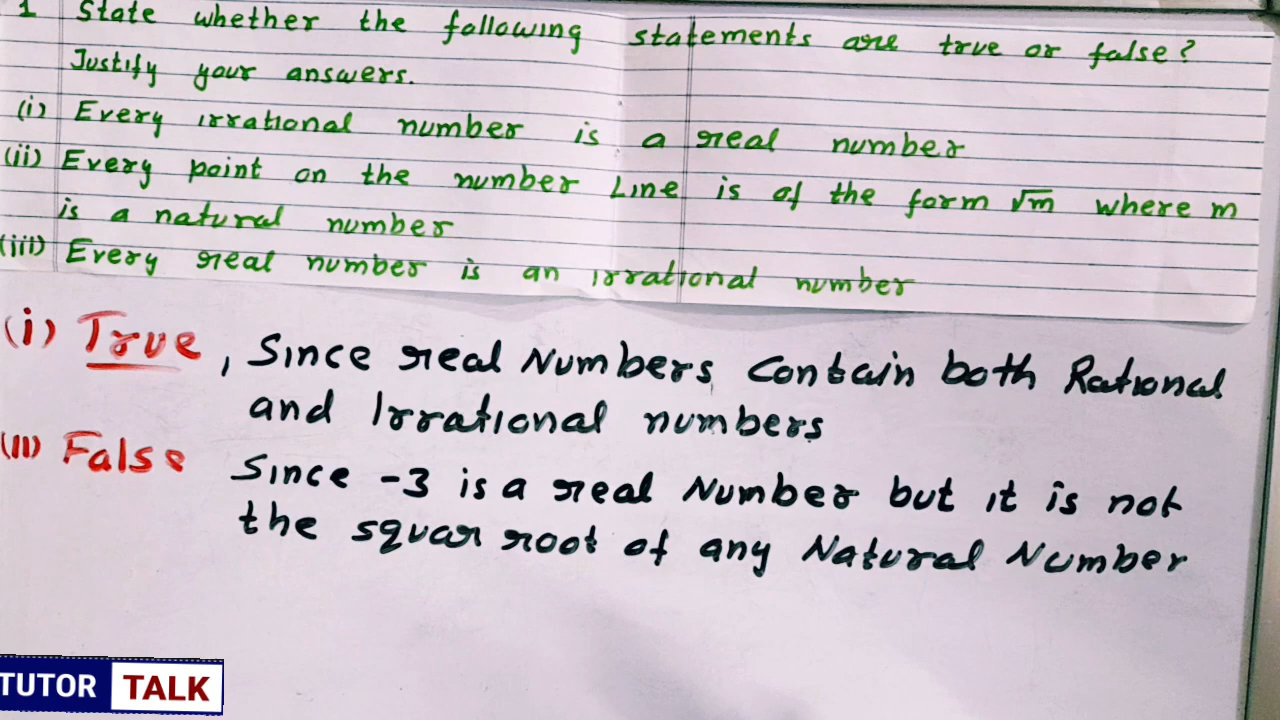 1 State whether the following statements are true or false?
Justify your answers.
(i) Every irrational number is a real number
(ii) Every point on the number Line is of the form √m where m
is a natural number
(iii) Every real number is an irrational number
(i) True, Since real Numbers Contain both Rational
and Irrational numbers
(II) False Since -3 is a real Number but it is not
the squar root of any Natural Number
TUTOR TALK